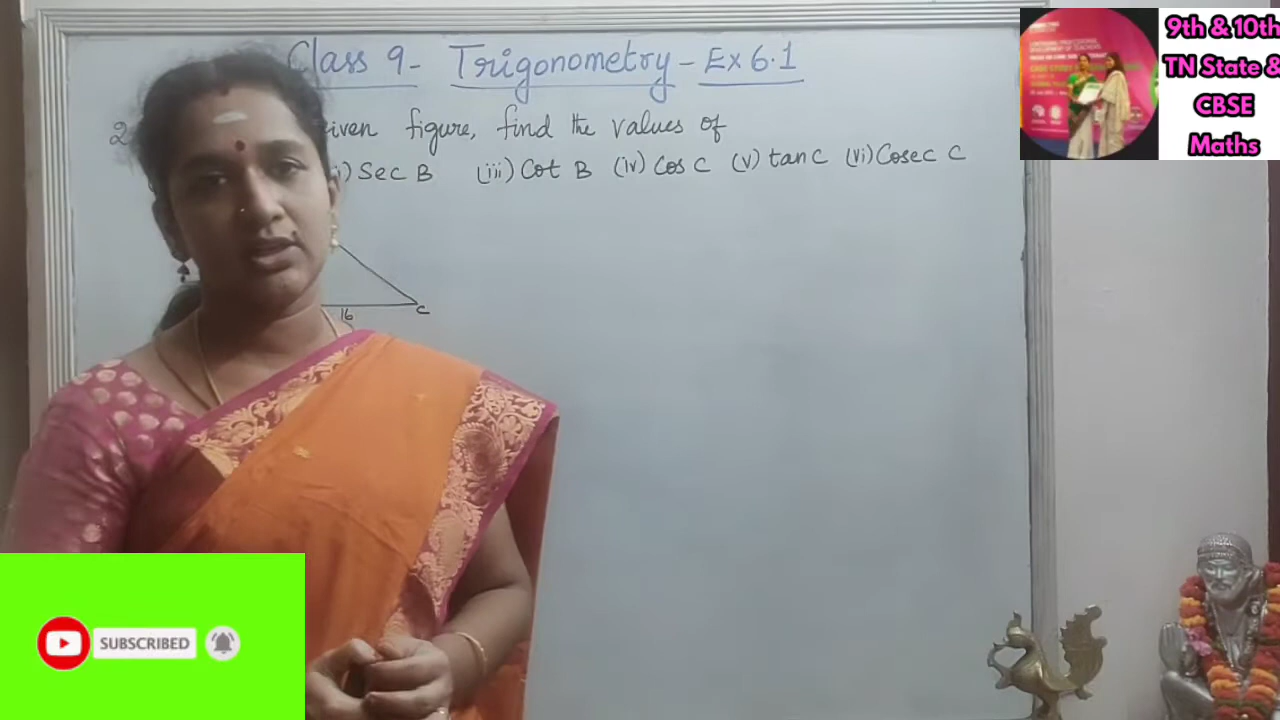 Class 9 - Trigonometry - Ex 6.1
2 given figure, find the values of
Sec B (iii) Cot B (iv) Cos C (v) tan C (vi) Cosec C
16 C
9th & 10th
TN State &
CBSE
Maths
SUBSCRIBED